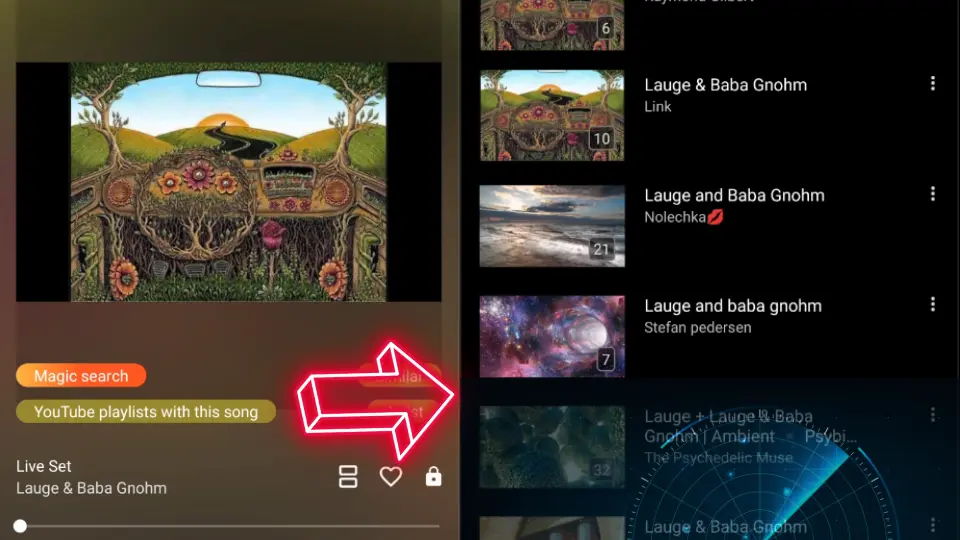 Magic search
Similar
YouTube playlists with this song
Live Set
Lauge & Baba Gnohm
6
Lauge & Baba Gnohm
Link
10
Lauge and Baba Gnohm
Nolechka💋
21
Lauge and baba gnohm
Stefan pedersen
7
Lauge + Lauge & Baba
Gnohm | Ambient Psybi...
The Psychedelic Muse
32
Lauge & Baba Gnohm